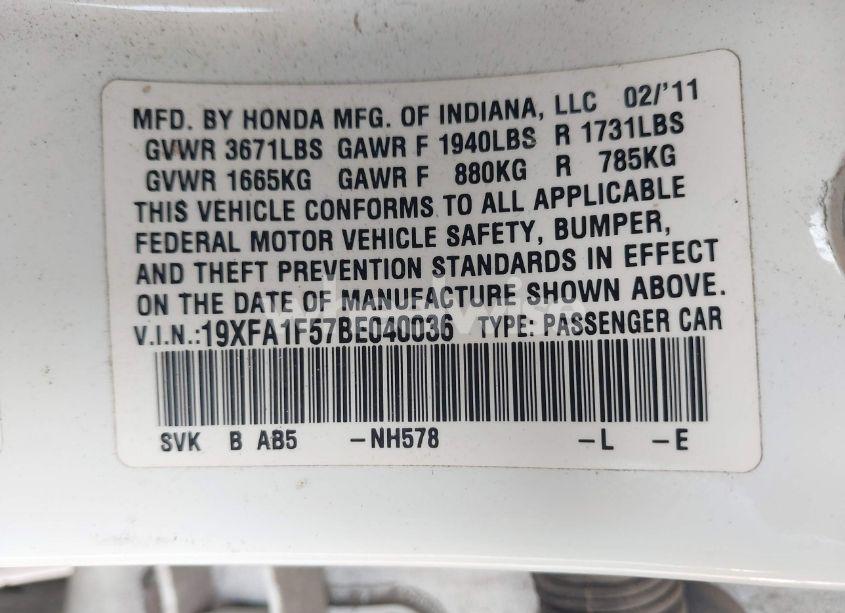 MFD. BY HONDA MFG. OF INDIANA, LLC 02/'11
GVWR 3671LBS GAWR F 1940LBS R 1731LBS
GVWR 1665KG GAWR F 880KG R 785KG
THIS VEHICLE CONFORMS TO ALL APPLICABLE
FEDERAL MOTOR VEHICLE SAFETY, BUMPER,
AND THEFT PREVENTION STANDARDS IN EFFECT
ON THE DATE OF MANUFACTURE SHOWN ABOVE.
V.I.N.:19XFA1F57BE040036 TYPE: PASSENGER CAR
SVK B AB5 -NH578 -L -E